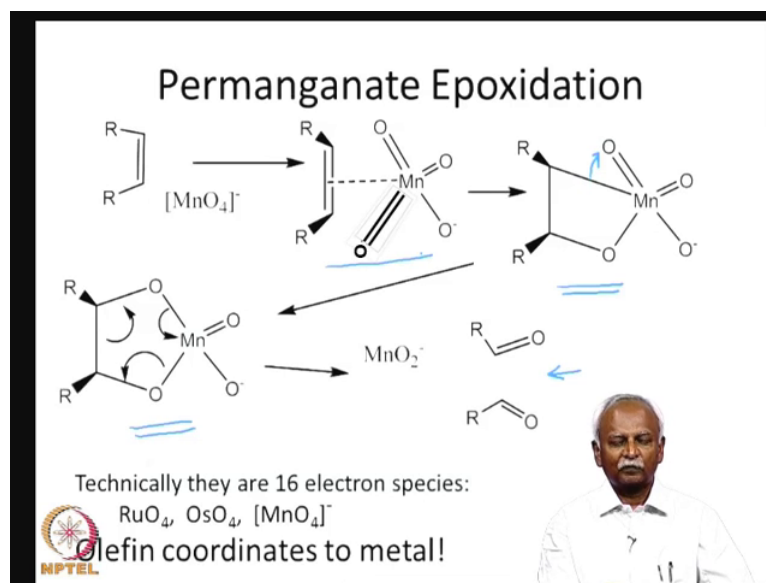 Permanganate Epoxidation
R
R
[MnO4]-
R
R
O
O
Mn
O
O-
R
R
O
O
Mn
O
O-
R
R
O
O
Mn
O
O-
MnO2-
R
O
R
O
Technically they are 16 electron species:
RuO4, OsO4, [MnO4]-
Olefin coordinates to metal!
NPTEL